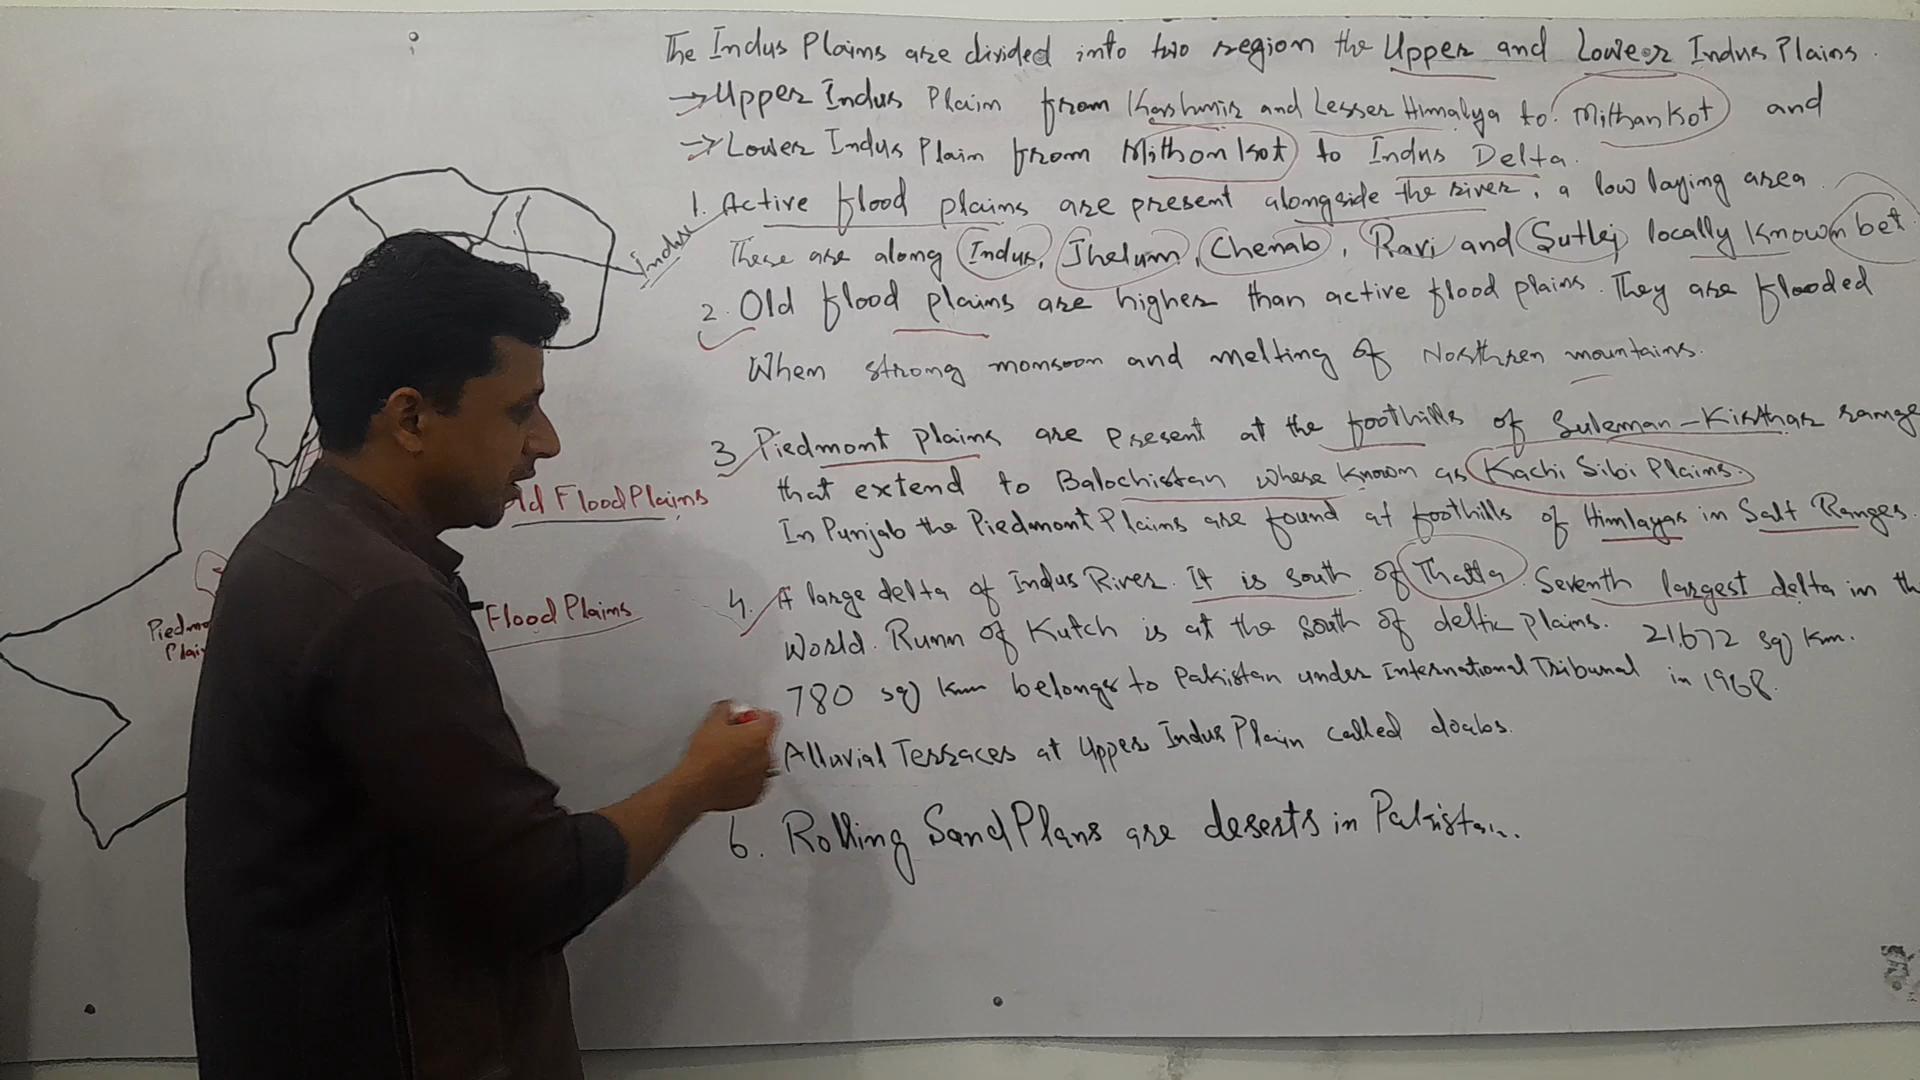 The Indus Plains are divided into two region the Upper and Lower Indus Plains.
→ Upper Indus Plain from Kashmir and Lesser Himalya to Mithankot and
→ Lower Indus Plain from Mithonkot to Indus Delta.
1. Active flood plains are present alongside the river, a low laying area
These are along Indus, Jhelum, Chenab, Ravi and Sutlej locally known bet
2. Old flood plains are higher than active flood plains. They are flooded
When strong monsoon and melting of Northren mountains.
3 Piedmont plains are present at the foothills of Suleman-Kirthar range
that extend to Balochistan where known as Kachi Sibi Plains.
In Punjab the Piedmont Plains are found at foothills of Himlayas in Salt Ranges.
4. A large delta of Indus River. It is south of Thatta. Seventh largest delta in th
World. Runn of Kutch is at the south of deltic plains. 21,672 sq km.
780 sq km belongs to Pakistan under International Tribunal in 1968.
Alluvial Terraces at Upper Indus Plain called doabs.
6. Rolling Sand Plans are deserts in Pakistan.
Indus
ld Flood Plains
Flood Plains
Piedmo
Plai